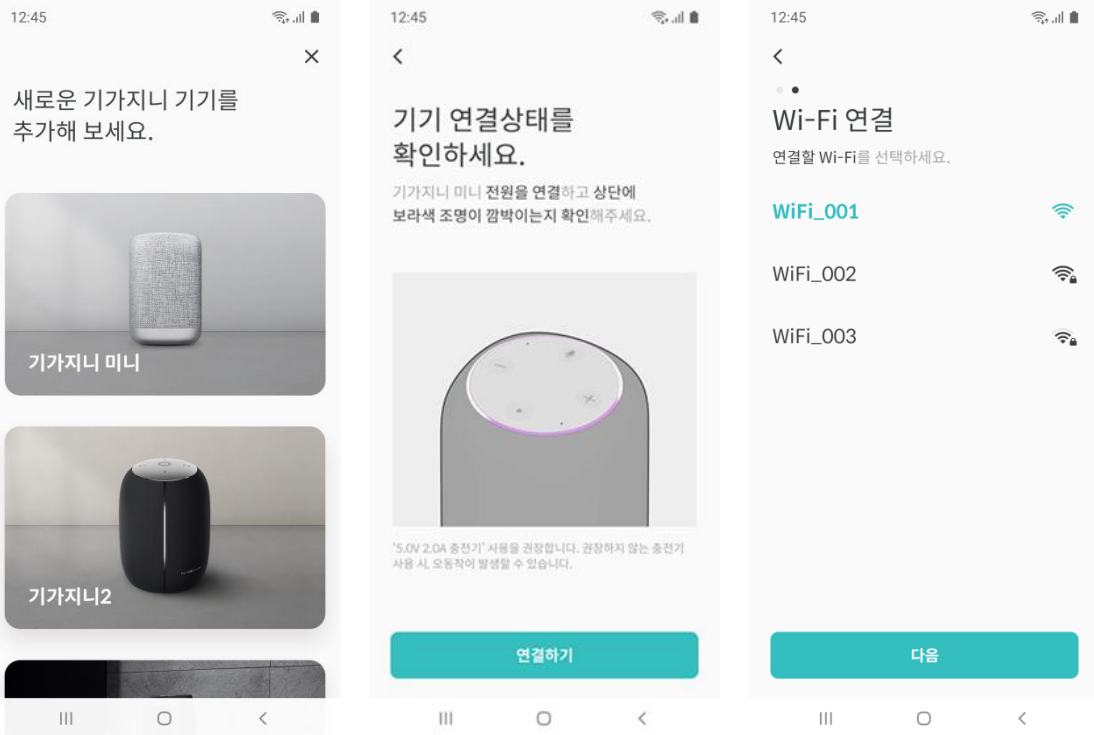 12:45
새로운 기가지니 기기를
추가해 보세요.
기가지니 미니
기가지니2
12:45
기기 연결상태를
확인하세요.
기가지니 미니 전원을 연결하고 상단에
보라색 조명이 깜박이는지 확인해주세요.
'5.0V 2.0A 충전기' 사용을 권장합니다. 권장하지 않는 충전기
사용 시, 오동작이 발생할 수 있습니다.
연결하기
12:45
Wi-Fi 연결
연결할 Wi-Fi를 선택하세요.
WiFi_001
WiFi_002
WiFi_003
다음